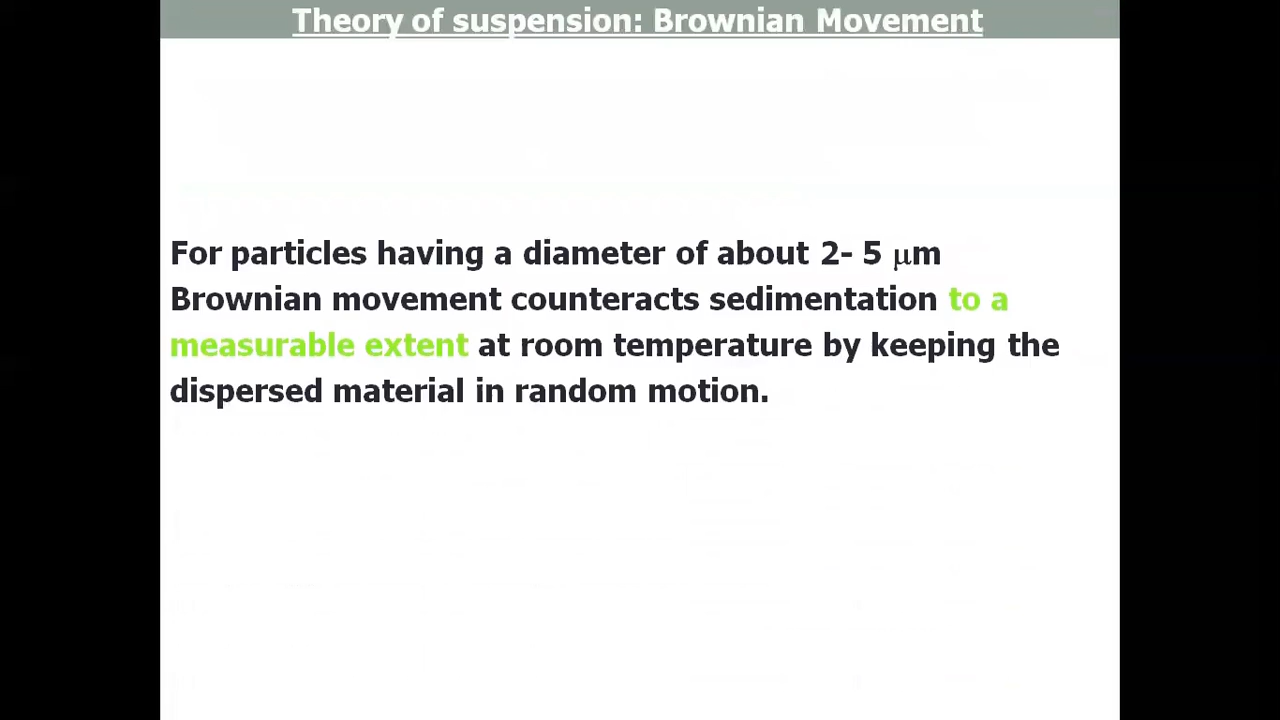 Theory of suspension: Brownian Movement
For particles having a diameter of about 2- 5 μm
Brownian movement counteracts sedimentation to a
measurable extent at room temperature by keeping the
dispersed material in random motion.